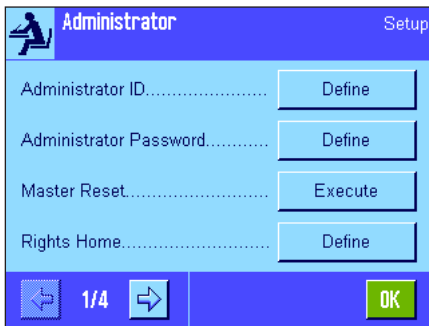 Administrator Setup
Administrator ID....................... Define
Administrator Password............ Define
Master Reset........................... Execute
Rights Home............................ Define
1/4 OK